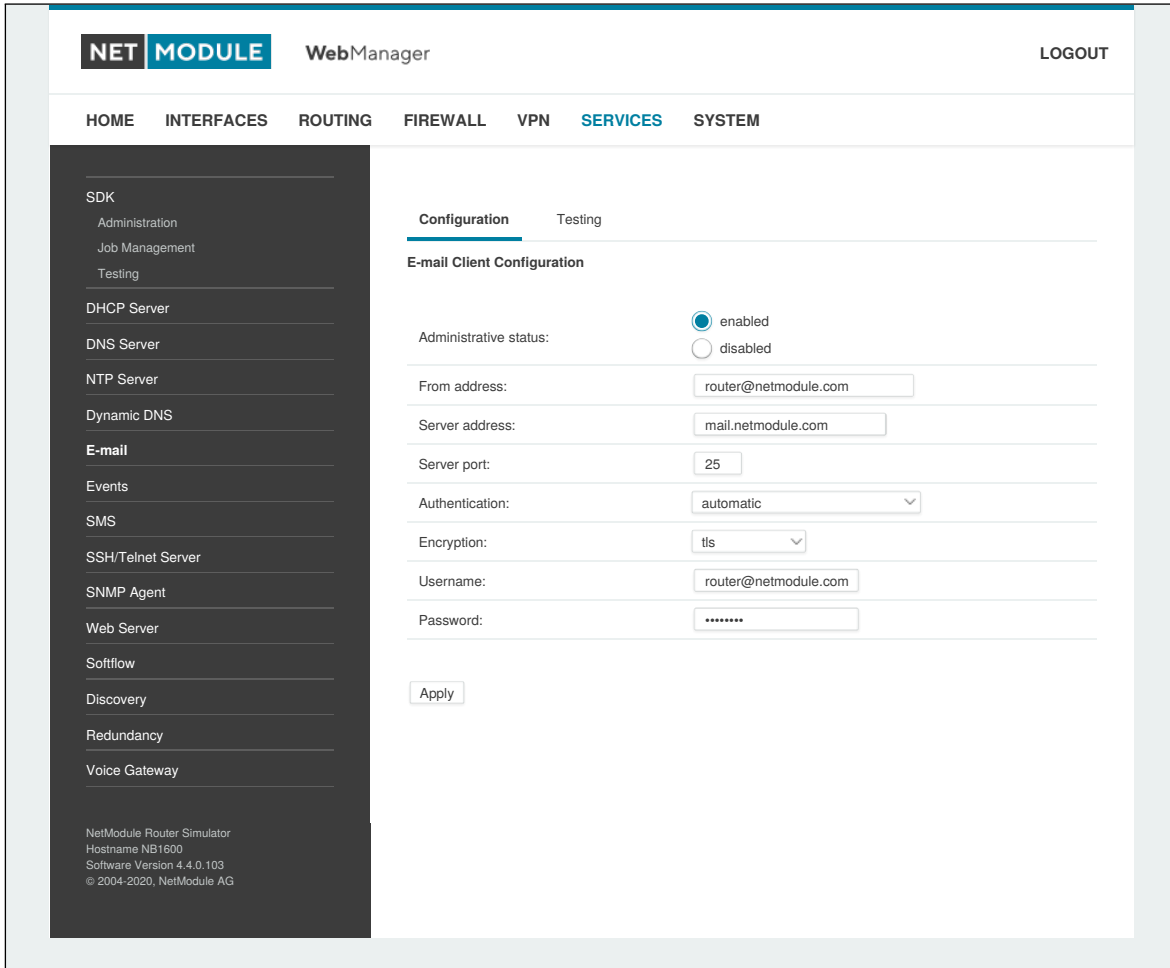 NET MODULE WebManager LOGOUT
HOME INTERFACES ROUTING FIREWALL VPN SERVICES SYSTEM
SDK
Administration
Job Management
Testing
DHCP Server
DNS Server
NTP Server
Dynamic DNS
E-mail
Events
SMS
SSH/Telnet Server
SNMP Agent
Web Server
Softflow
Discovery
Redundancy
Voice Gateway
NetModule Router Simulator
Hostname NB1600
Software Version 4.4.0.103
© 2004-2020, NetModule AG
Configuration Testing
E-mail Client Configuration
Administrative status:
enabled
disabled
From address: router@netmodule.com
Server address: mail.netmodule.com
Server port: 25
Authentication: automatic
Encryption: tls
Username: router@netmodule.com
Password: ••••••••
Apply